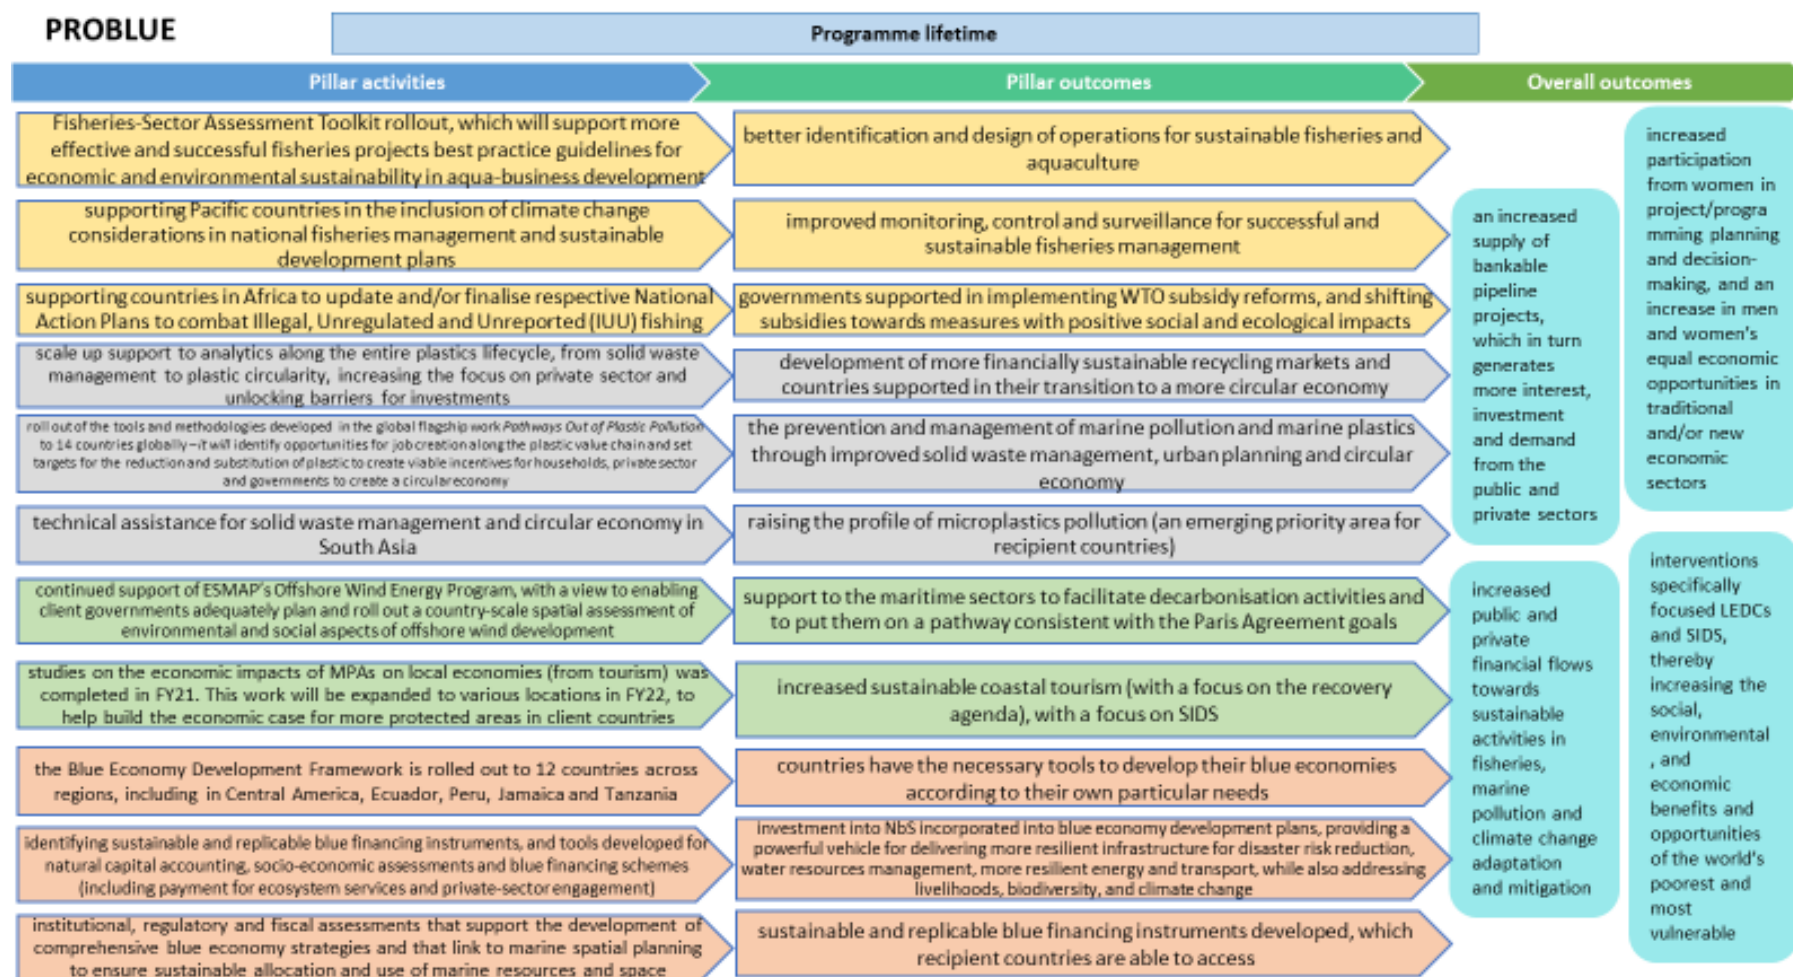 PROBLUE
Programme lifetime
Pillar activities
Pillar outcomes
Overall outcomes
Fisheries-Sector Assessment Toolkit rollout, which will support more
effective and successful fisheries projects best practice guidelines for
economic and environmental sustainability in aqua-business development
better identification and design of operations for sustainable fisheries and
aquaculture
supporting Pacific countries in the inclusion of climate change
considerations in national fisheries management and sustainable
development plans
improved monitoring, control and surveillance for successful and
sustainable fisheries management
supporting countries in Africa to update and/or finalise respective National
Action Plans to combat Illegal, Unregulated and Unreported (IUU) fishing
governments supported in implementing WTO subsidy reforms, and shifting
subsidies towards measures with positive social and ecological impacts
scale up support to analytics along the entire plastics lifecycle, from solid waste
management to plastic circularity, increasing the focus on private sector and
unlocking barriers for investments
development of more financially sustainable recycling markets and
countries supported in their transition to a more circular economy
roll out of the tools and methodologies developed in the global flagship work Pathways Out of Plastic Pollution
to 14 countries globally – it will identify opportunities for job creation along the plastic value chain and set
targets for the reduction and substitution of plastic to create viable incentives for households, private sector
and governments to create a circular economy
the prevention and management of marine pollution and marine plastics
through improved solid waste management, urban planning and circular
economy
technical assistance for solid waste management and circular economy in
South Asia
raising the profile of microplastics pollution (an emerging priority area for
recipient countries)
continued support of ESMAP's Offshore Wind Energy Program, with a view to enabling
client governments adequately plan and roll out a country-scale spatial assessment of
environmental and social aspects of offshore wind development
support to the maritime sectors to facilitate decarbonisation activities and
to put them on a pathway consistent with the Paris Agreement goals
studies on the economic impacts of MPAs on local economies (from tourism) was
completed in FY21. This work will be expanded to various locations in FY22, to
help build the economic case for more protected areas in client countries
increased sustainable coastal tourism (with a focus on the recovery
agenda), with a focus on SIDS
the Blue Economy Development Framework is rolled out to 12 countries across
regions, including in Central America, Ecuador, Peru, Jamaica and Tanzania
countries have the necessary tools to develop their blue economies
according to their own particular needs
identifying sustainable and replicable blue financing instruments, and tools developed for
natural capital accounting, socio-economic assessments and blue financing schemes
(including payment for ecosystem services and private-sector engagement)
investment into NbS incorporated into blue economy development plans, providing a
powerful vehicle for delivering more resilient infrastructure for disaster risk reduction,
water resources management, more resilient energy and transport, while also addressing
livelihoods, biodiversity, and climate change
institutional, regulatory and fiscal assessments that support the development of
comprehensive blue economy strategies and that link to marine spatial planning
to ensure sustainable allocation and use of marine resources and space
sustainable and replicable blue financing instruments developed, which
recipient countries are able to access
an increased
supply of
bankable
pipeline
projects,
which in turn
generates
more interest,
investment
and demand
from the
public and
private sectors
increased
public and
private
financial flows
towards
sustainable
activities in
fisheries,
marine
pollution and
climate change
adaptation
and mitigation
increased
participation
from women in
project/progra
mming planning
and decision-
making, and an
increase in men
and women's
equal economic
opportunities in
traditional
and/or new
economic
sectors
interventions
specifically
focused LEDCs
and SIDS,
thereby
increasing the
social,
environmental
, and
economic
benefits and
opportunities
of the world's
poorest and
most
vulnerable